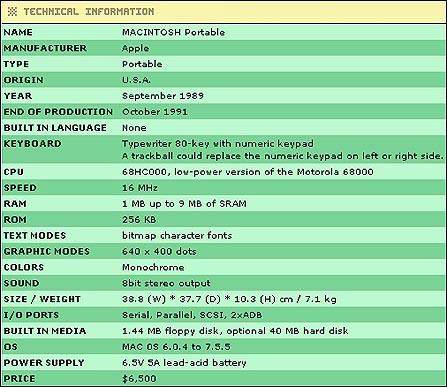 TECHNICAL INFORMATION
NAME MACINTOSH Portable
MANUFACTURER Apple
TYPE Portable
ORIGIN U.S.A.
YEAR September 1989
END OF PRODUCTION October 1991
BUILT IN LANGUAGE None
KEYBOARD Typewriter 80-key with numeric keypad
A trackball could replace the numeric keypad on left or right side.
CPU 68HC000, low-power version of the Motorola 68000
SPEED 16 MHz
RAM 1 MB up to 9 MB of SRAM
ROM 256 KB
TEXT MODES bitmap character fonts
GRAPHIC MODES 640 x 400 dots
COLORS Monochrome
SOUND 8bit stereo output
SIZE / WEIGHT 38.8 (W) * 37.7 (D) * 10.3 (H) cm / 7.1 kg
I/O PORTS Serial, Parallel, SCSI, 2xADB
BUILT IN MEDIA 1.44 MB floppy disk, optional 40 MB hard disk
OS MAC OS 6.0.4 to 7.5.5
POWER SUPPLY 6.5V 5A lead-acid battery
PRICE $6,500